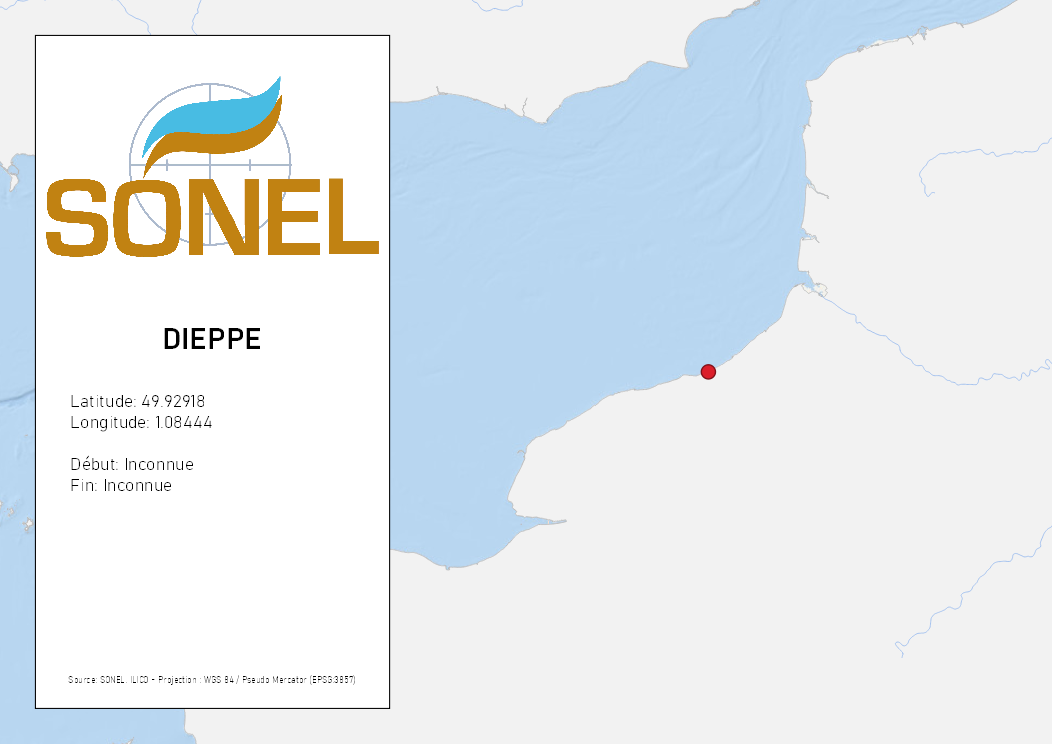 SONEL
DIEPPE
Latitude: 49.92918
Longitude: 1.08444
Début: Inconnue
Fin: Inconnue
Source: SONEL, ILICO - Projection : WGS 84 / Pseudo Mercator (EPSG:3857)